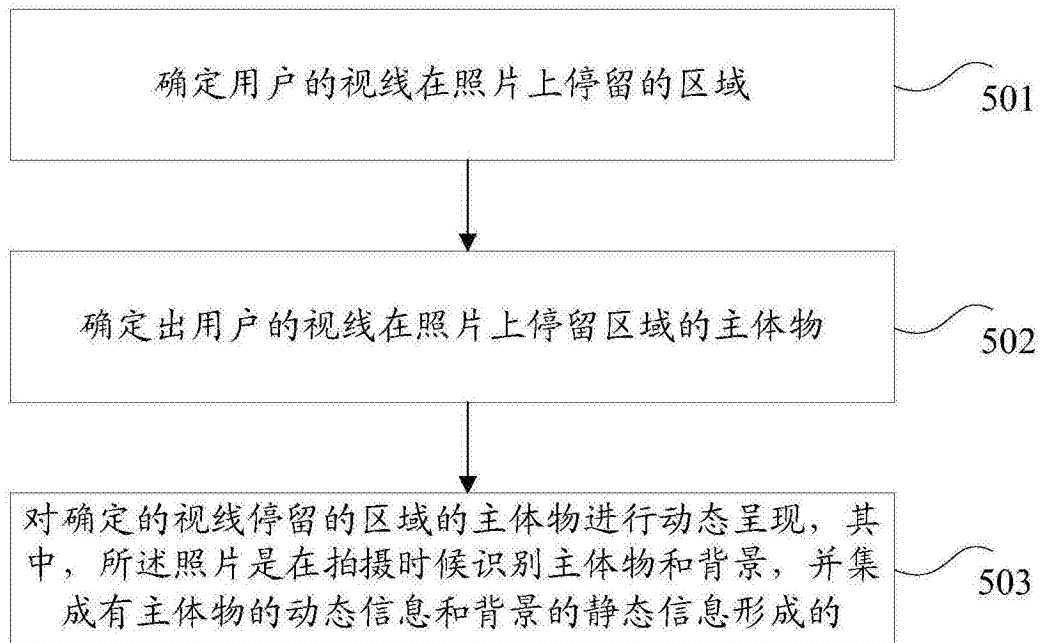 确定用户的视线在照片上停留的区域
501
确定出用户的视线在照片上停留区域的主体物
502
对确定的视线停留的区域的主体物进行动态呈现，其
中，所述照片是在拍摄时候识别主体物和背景，并集
成有主体物的动态信息和背景的静态信息形成的
503